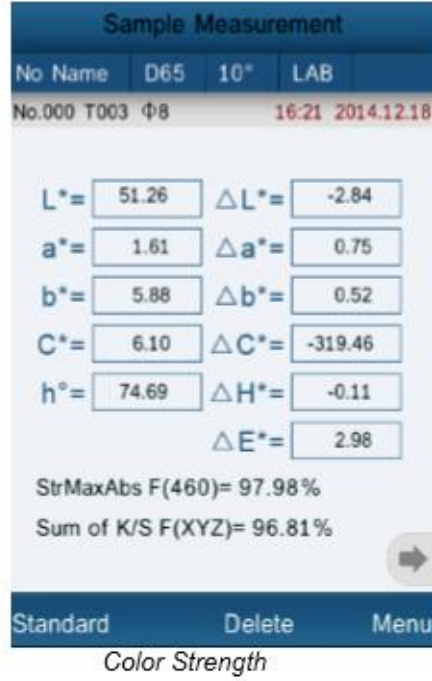 Sample Measurement
No Name D65 10° LAB
No.000 T003 Φ8 16:21 2014.12.18
L*= 51.26 △L*= -2.84
a*= 1.61 △a*= 0.75
b*= 5.88 △b*= 0.52
C*= 6.10 △C*= -319.46
h°= 74.69 △H*= -0.11
△E*= 2.98
StrMaxAbs F(460)= 97.98%
Sum of K/S F(XYZ)= 96.81%
Standard Delete Menu
Color Strength